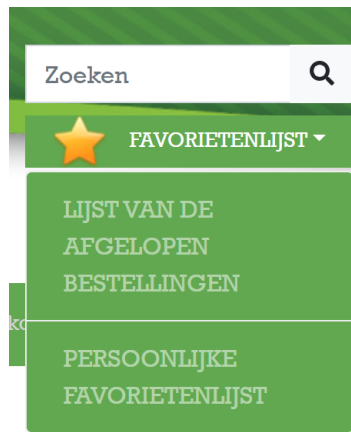 Zoeken
FAVORIETENLIJST
LIJST VAN DE
AFGELOPEN
BESTELLINGEN
PERSOONLIJKE
FAVORIETENLIJST